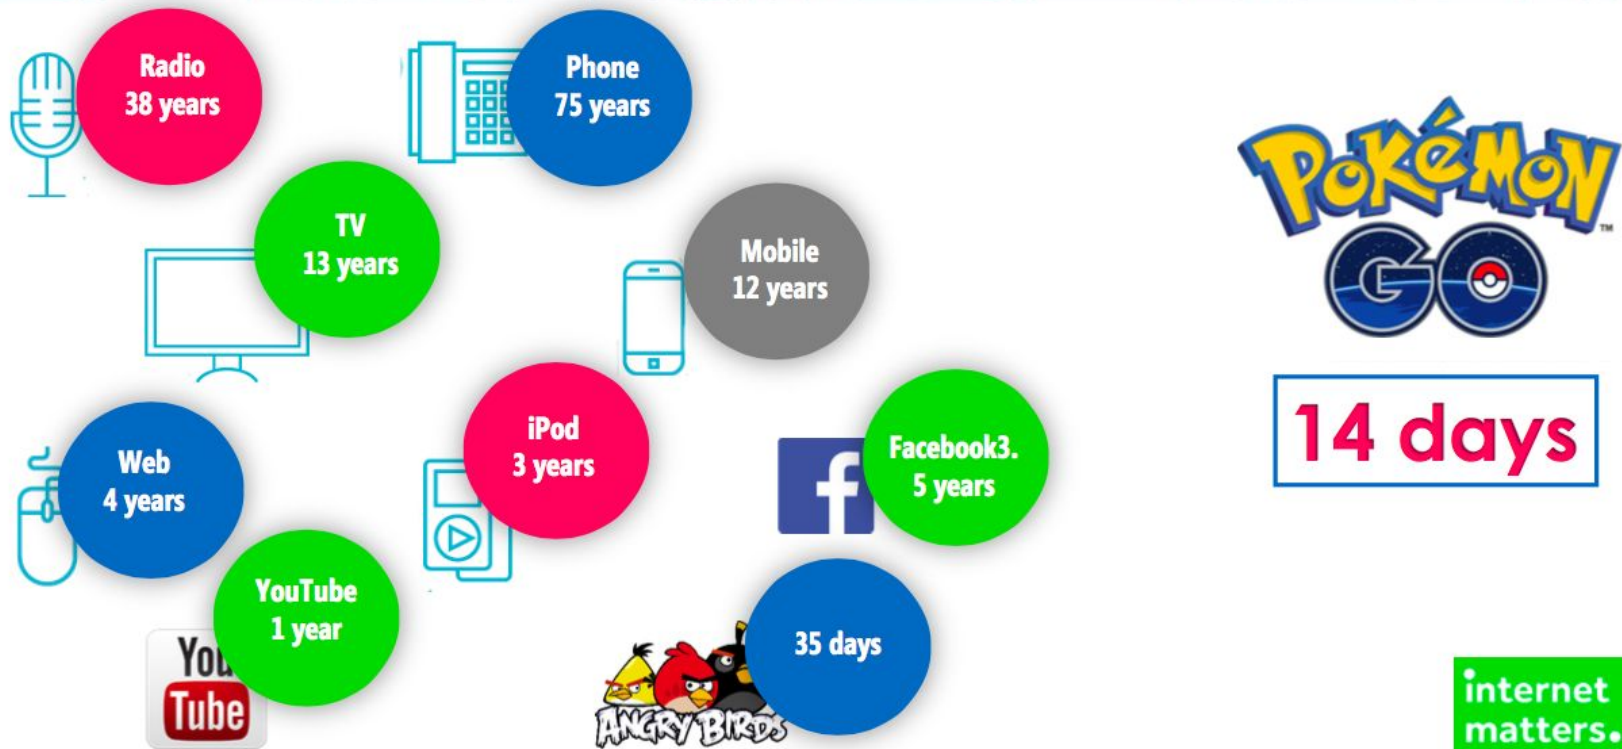 Radio
38 years
Phone
75 years
TV
13 years
Mobile
12 years
Web
4 years
iPod
3 years
Facebook3.
5 years
YouTube
1 year
You
Tube
ANGRY BIRDS
35 days
POKÉMON
TM
GO
14 days
internet
matters.